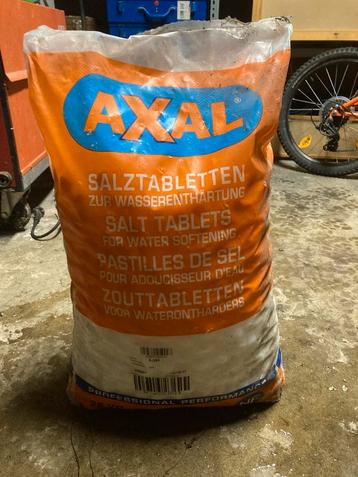 AXAL®
SALZTABLETTEN
ZUR WASSERENTHÄRTUNG
SALT TABLETS
FOR WATER SOFTENING
PASTILLES DE SEL
POUR ADOUCISSEUR D'EAU
ZOUTTABLETTEN
VOOR WATERONTHARDERS
PROFESSIONAL PERFORMANCE